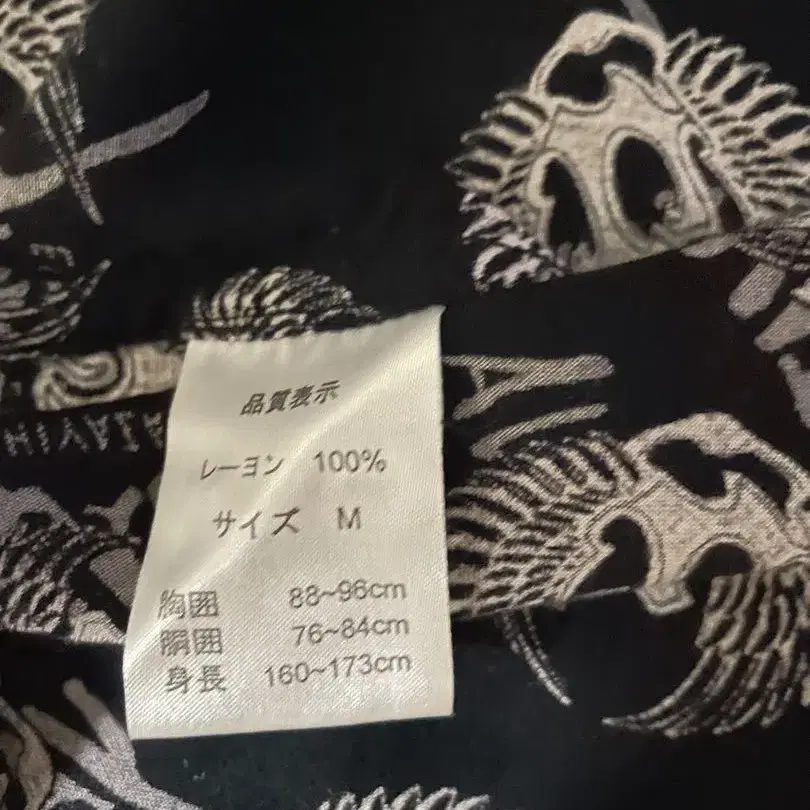 品質表示
レーヨン 100%
サイズ M
胸囲 88~96cm
胴囲 76~84cm
身長 160~173cm